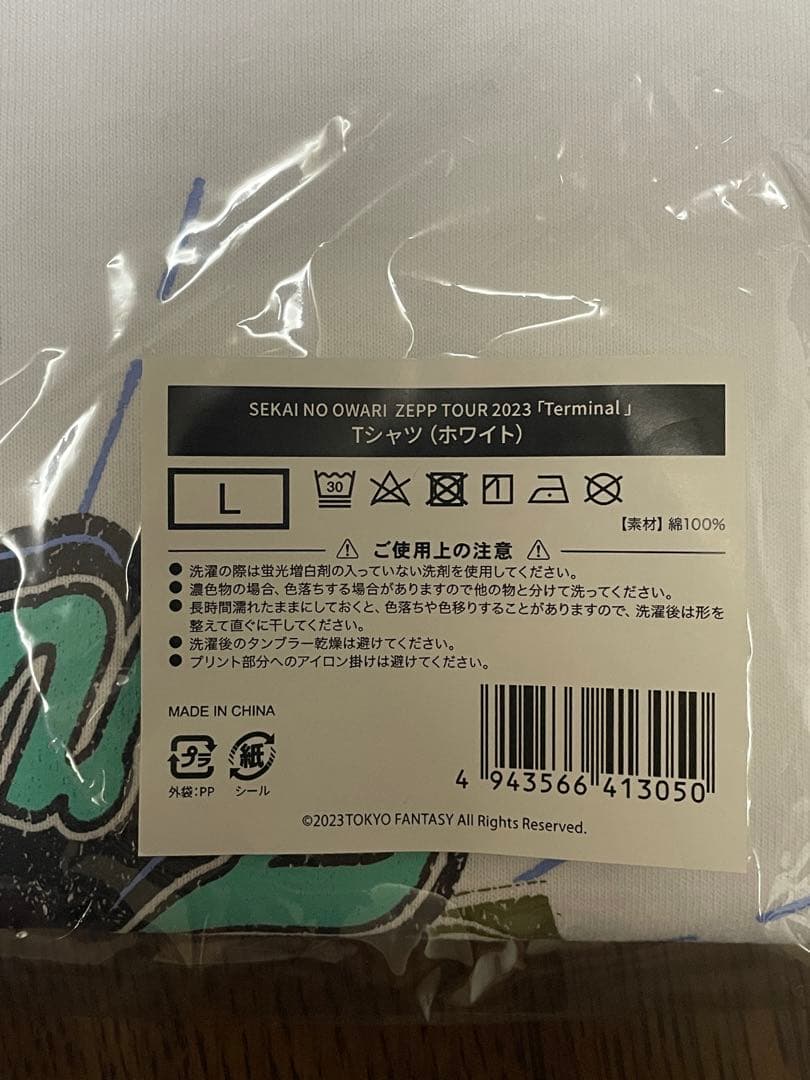 SEKAI NO OWARI ZEPP TOUR 2023「Terminal」
Tシャツ（ホワイト）
L
30
【素材】綿100%
ご使用上の注意
● 洗濯の際は蛍光増白剤の入っていない洗剤を使用してください。
● 濃色物の場合、色落ちする場合がありますので他の物と分けて洗ってください。
● 長時間濡れたままにしておくと、色落ちや色移りすることがありますので、洗濯後は形を
整えて直ぐに干してください。
● 洗濯後のタンブラー乾燥は避けてください。
● プリント部分へのアイロン掛けは避けてください。
MADE IN CHINA
プラ 紙
外袋：PP シール
4 943566 413050
©2023TOKYO FANTASY All Rights Reserved.